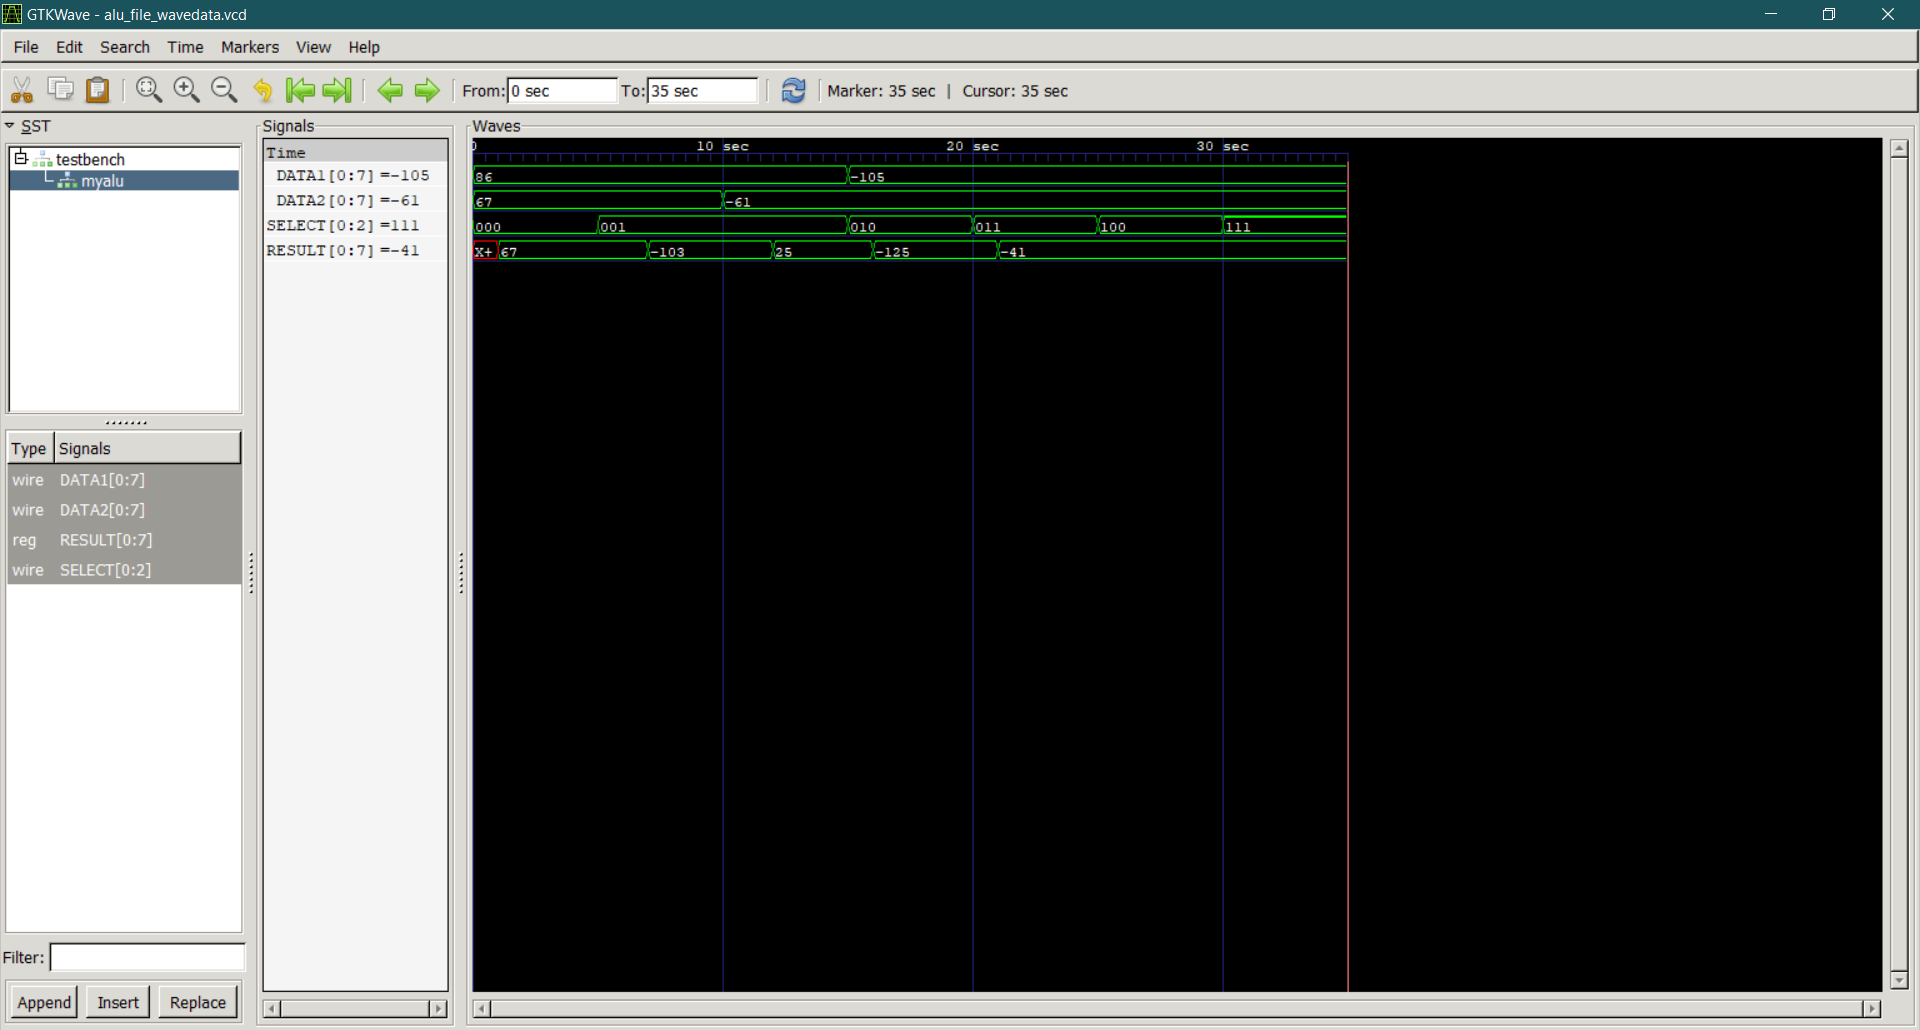 GTKWave - alu_file_wavedata.vcd
File Edit Search Time Markers View Help
From: 0 sec To: 35 sec Marker: 35 sec | Cursor: 35 sec
SST
testbench
myalu
Type Signals
wire DATA1[0:7]
wire DATA2[0:7]
reg RESULT[0:7]
wire SELECT[0:2]
Filter:
Append Insert Replace
Signals
Time
DATA1[0:7] =-105
DATA2[0:7] =-61
SELECT[0:2] =111
RESULT[0:7] =-41
Waves
0 10 sec 20 sec 30 sec
86 -105
67 -61
000 001 010 011 100 111
X+ 67 -103 25 -125 -41